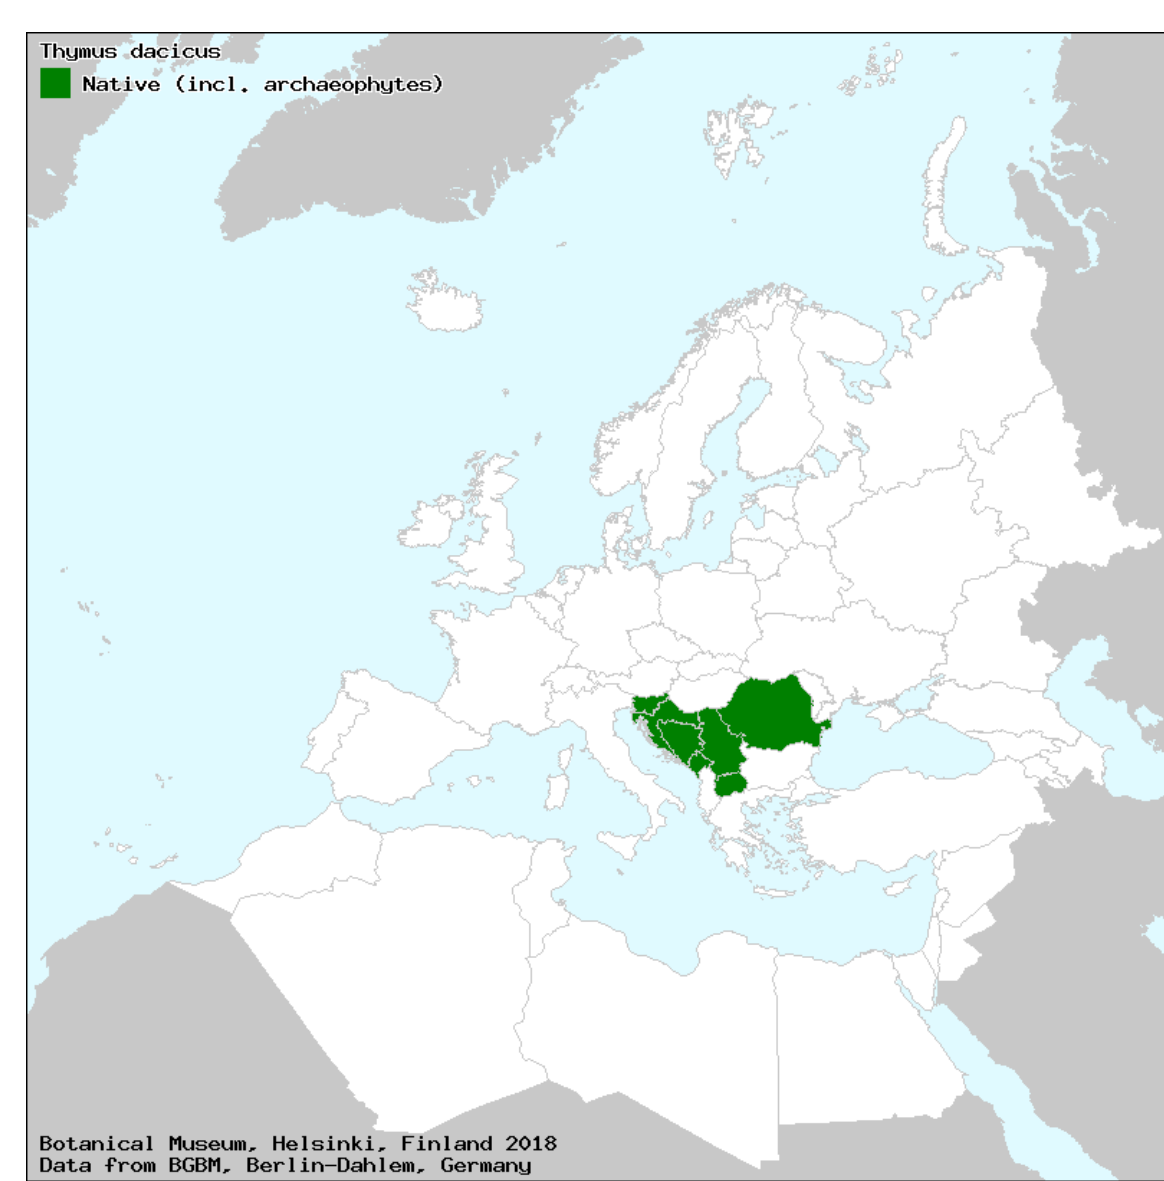 Thymus dacicus
Native (incl. archaeophytes)
Botanical Museum, Helsinki, Finland 2018
Data from BGBM, Berlin-Dahlem, Germany